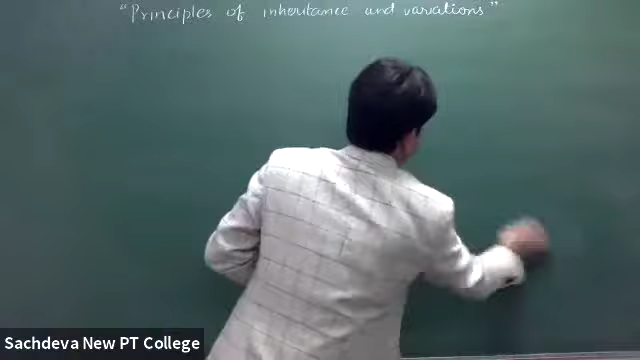 "Principles of inheritance and variations"
Sachdeva New PT College